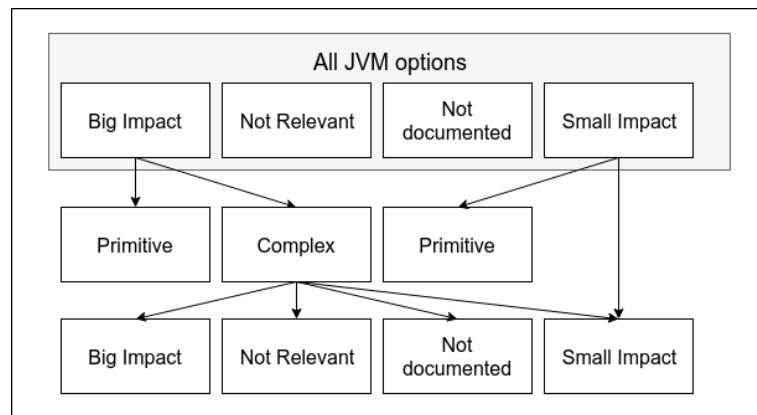 All JVM options
Big Impact
Not Relevant
Not
documented
Small Impact
Primitive
Complex
Primitive
Big Impact
Not Relevant
Not
documented
Small Impact